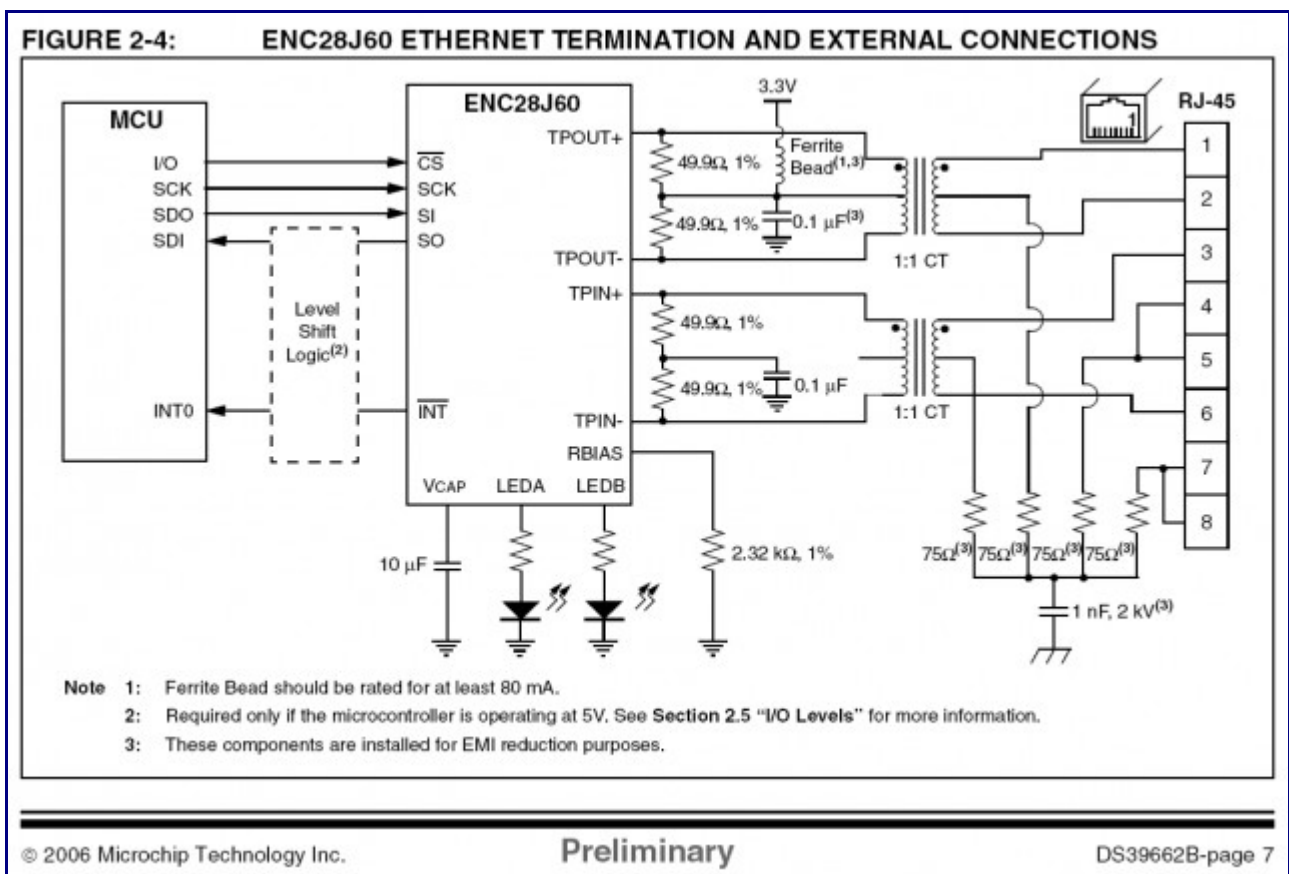 FIGURE 2-4: ENC28J60 ETHERNET TERMINATION AND EXTERNAL CONNECTIONS
MCU
I/O
SCK
SDO
SDI
INT0
Level
Shift
Logic(2)
ENC28J60
CS
SCK
SI
SO
INT
TPOUT+
TPOUT-
TPIN+
TPIN-
RBIAS
VCAP LEDA LEDB
3.3V
Ferrite
Bead(1,3)
49.9Ω, 1%
49.9Ω, 1%
0.1 µF(3)
1:1 CT
49.9Ω, 1%
49.9Ω, 1%
0.1 µF
1:1 CT
RJ-45
1
1
2
3
4
5
6
7
8
10 µF
2.32 kΩ, 1%
75Ω(3) 75Ω(3) 75Ω(3) 75Ω(3)
1 nF, 2 kV(3)
Note 1: Ferrite Bead should be rated for at least 80 mA.
2: Required only if the microcontroller is operating at 5V. See Section 2.5 “I/O Levels” for more information.
3: These components are installed for EMI reduction purposes.
© 2006 Microchip Technology Inc. Preliminary DS39662B-page 7